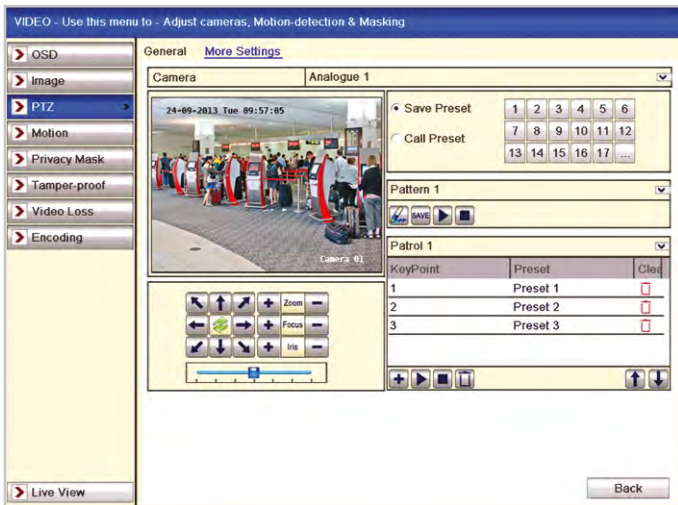 VIDEO - Use this menu to - Adjust cameras, Motion-detection & Masking
OSD
Image
PTZ
Motion
Privacy Mask
Tamper-proof
Video Loss
Encoding
Live View
General More Settings
Camera Analogue 1
24-09-2013 Tue 09:57:05
Camera 01
Zoom
Focus
Iris
Save Preset
Call Preset
1 2 3 4 5 6
7 8 9 10 11 12
13 14 15 16 17 ...
Pattern 1
SAVE
Patrol 1
KeyPoint Preset Clea
1 Preset 1
2 Preset 2
3 Preset 3
Back